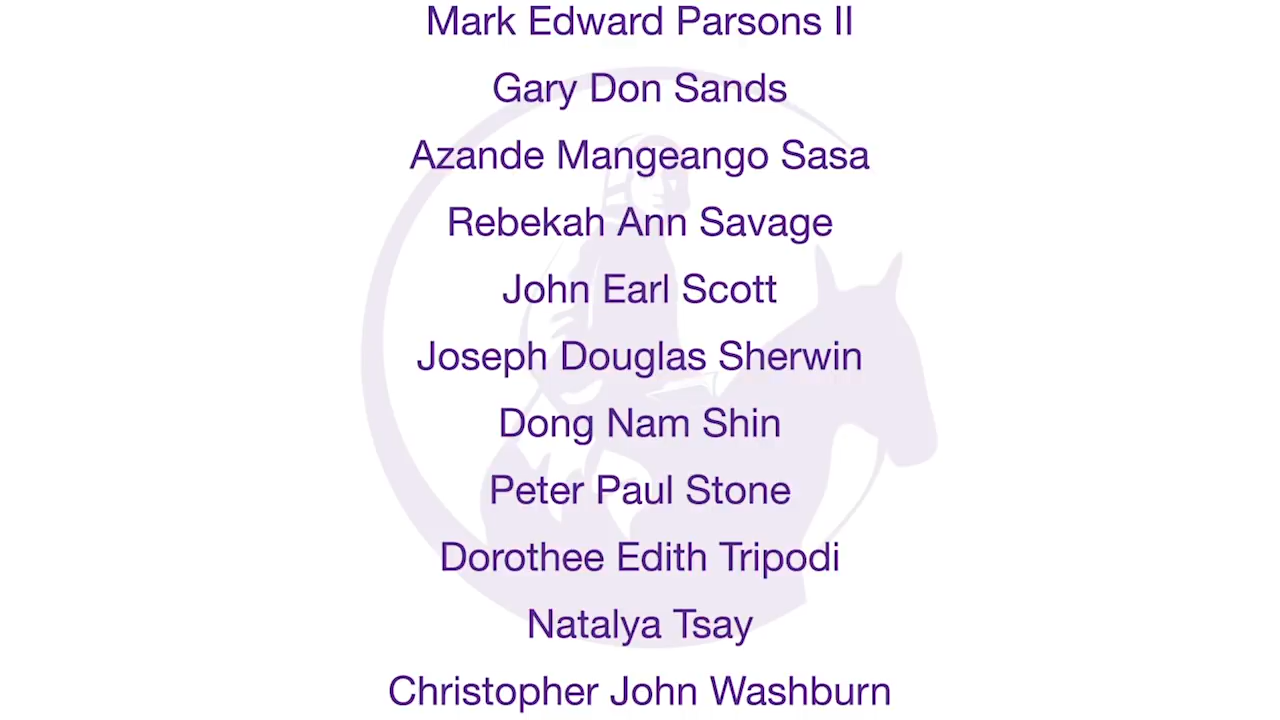 Mark Edward Parsons II
Gary Don Sands
Azande Mangeango Sasa
Rebekah Ann Savage
John Earl Scott
Joseph Douglas Sherwin
Dong Nam Shin
Peter Paul Stone
Dorothee Edith Tripodi
Natalya Tsay
Christopher John Washburn